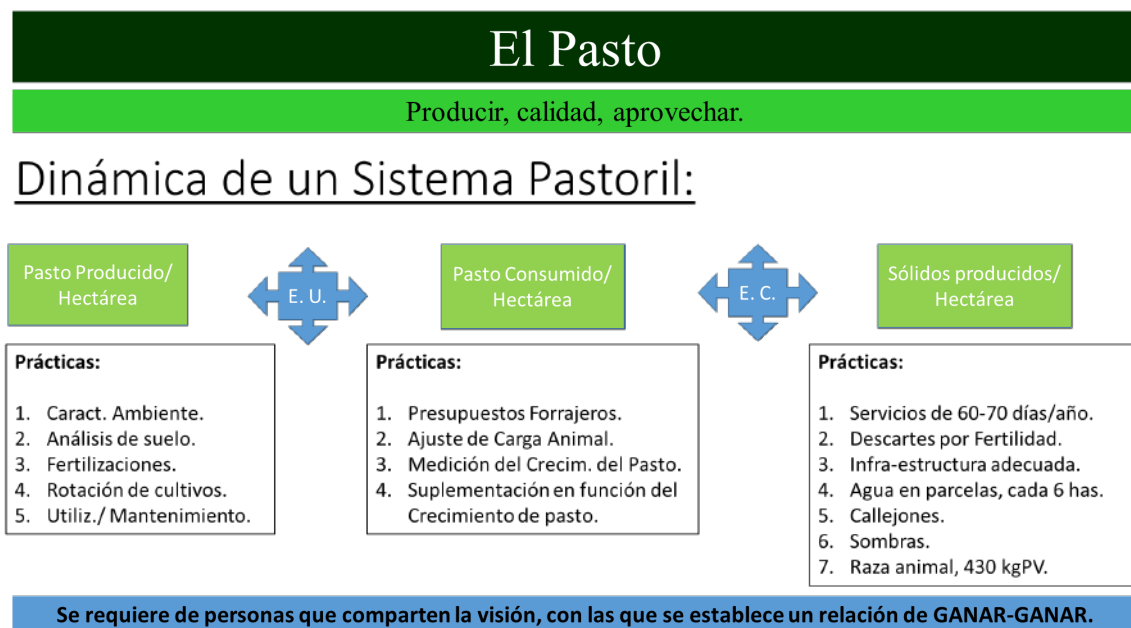 El Pasto
Producir, calidad, aprovechar.
Dinámica de un Sistema Pastoril:
Pasto Producido/
Hectárea
E. U.
Pasto Consumido/
Hectárea
E. C.
Sólidos producidos/
Hectárea
Prácticas:
1. Caract. Ambiente.
2. Análisis de suelo.
3. Fertilizaciones.
4. Rotación de cultivos.
5. Utiliz./ Mantenimiento.
Prácticas:
1. Presupuestos Forrajeros.
2. Ajuste de Carga Animal.
3. Medición del Crecim. del Pasto.
4. Suplementación en función del
Crecimiento de pasto.
Prácticas:
1. Servicios de 60-70 días/año.
2. Descartes por Fertilidad.
3. Infra-estructura adecuada.
4. Agua en parcelas, cada 6 has.
5. Callejones.
6. Sombras.
7. Raza animal, 430 kgPV.
Se requiere de personas que comparten la visión, con las que se establece un relación de GANAR-GANAR.